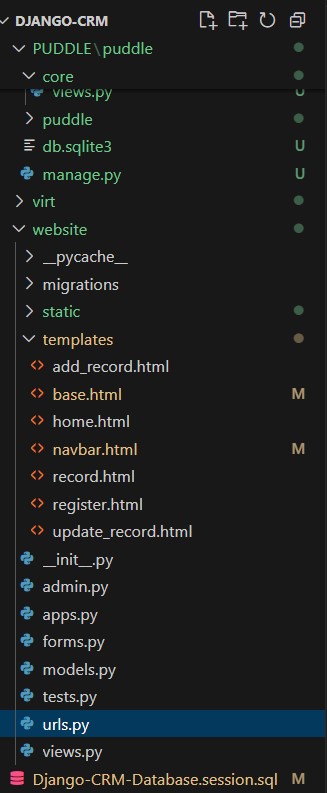 DJANGO-CRM
PUDDLE\puddle
core
views.py U
puddle
db.sqlite3 U
manage.py U
virt
website
__pycache__
migrations
static
templates
add_record.html
base.html M
home.html
navbar.html M
record.html
register.html
update_record.html
__init__.py
admin.py
apps.py
forms.py
models.py
tests.py
urls.py
views.py
Django-CRM-Database.session.sql M